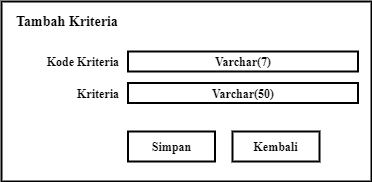 Tambah Kriteria
Kode Kriteria Varchar(7)
Kriteria Varchar(50)
Simpan Kembali